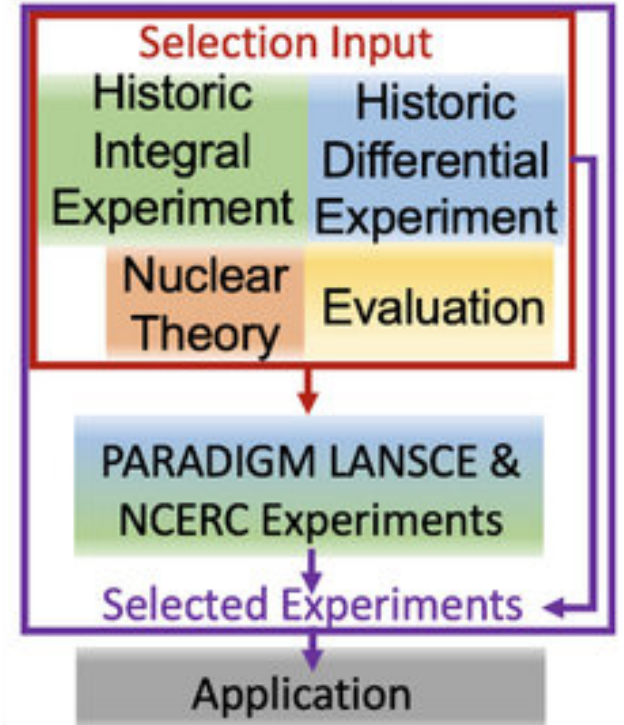 Selection Input
Historic
Integral
Experiment
Historic
Differential
Experiment
Nuclear
Theory
Evaluation
PARADIGM LANSCE &
NCERC Experiments
Selected Experiments
Application